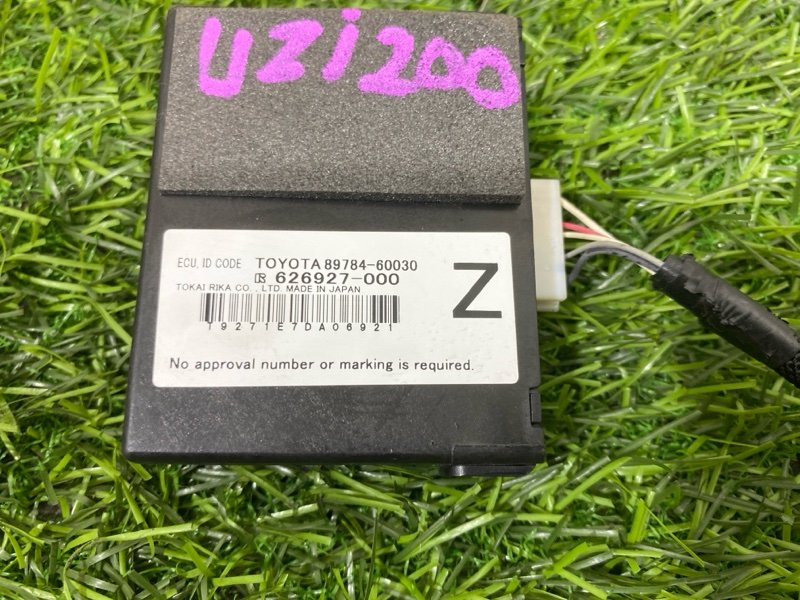 UZj200
ECU, ID CODE TOYOTA 89784-60030
626927-000
TOKAI RIKA CO., LTD. MADE IN JAPAN
Z
19271E7DA06921
No approval number or marking is required.